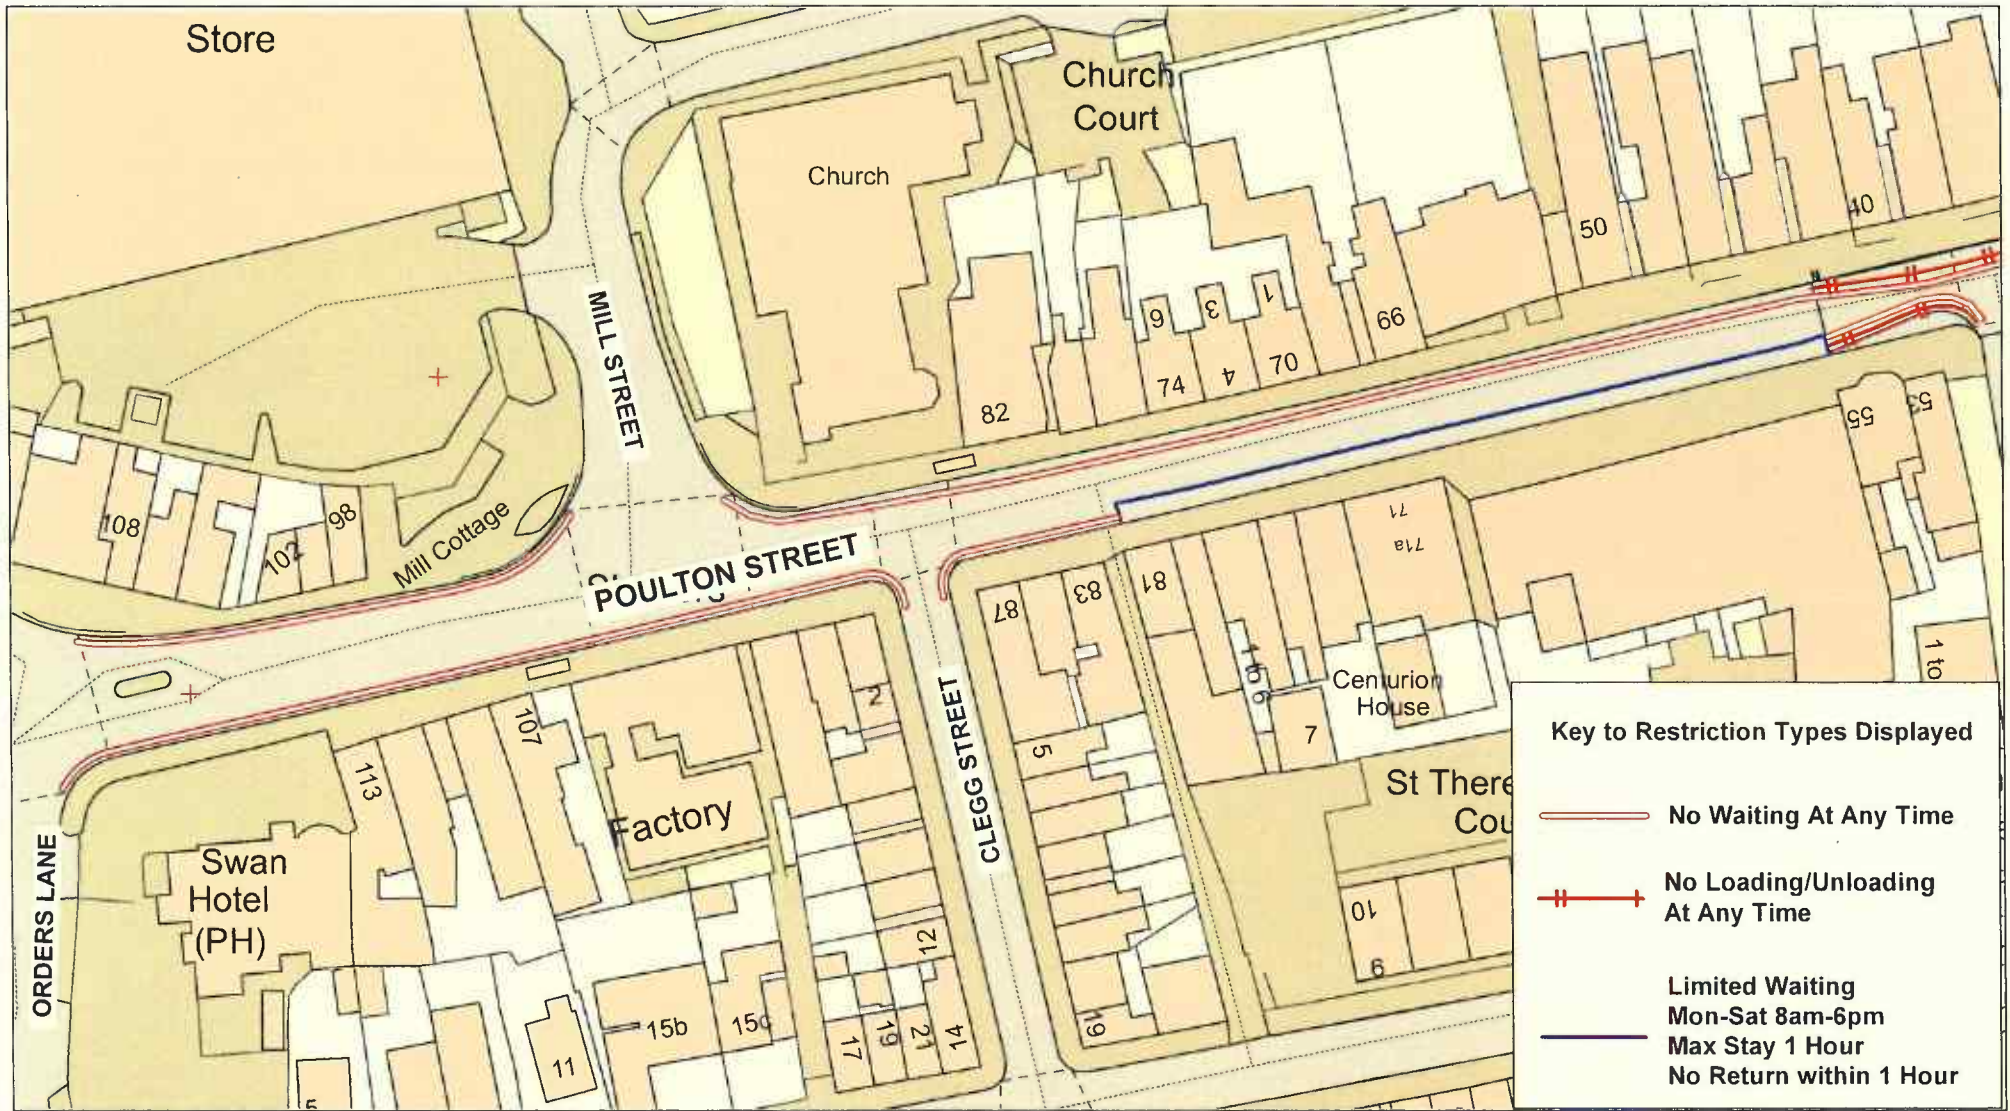 Store
Church
Court
Church
40
50
MILL STREET
6
3
1
66
74
4
70
82
55
53
108
102
98
Mill Cottage
71
71a
POULTON STREET
87
83
81
1 to 6
1 to
Centurion
House
107
2
CLEGG STREET
5
7
113
Factory
St There
Cou
Swan
Hotel
(PH)
ORDERS LANE
12
10
9
15b
15c
17
19
21
14
19
11
5
Key to Restriction Types Displayed
No Waiting At Any Time
No Loading/Unloading
At Any Time
Limited Waiting
Mon-Sat 8am-6pm
Max Stay 1 Hour
No Return within 1 Hour